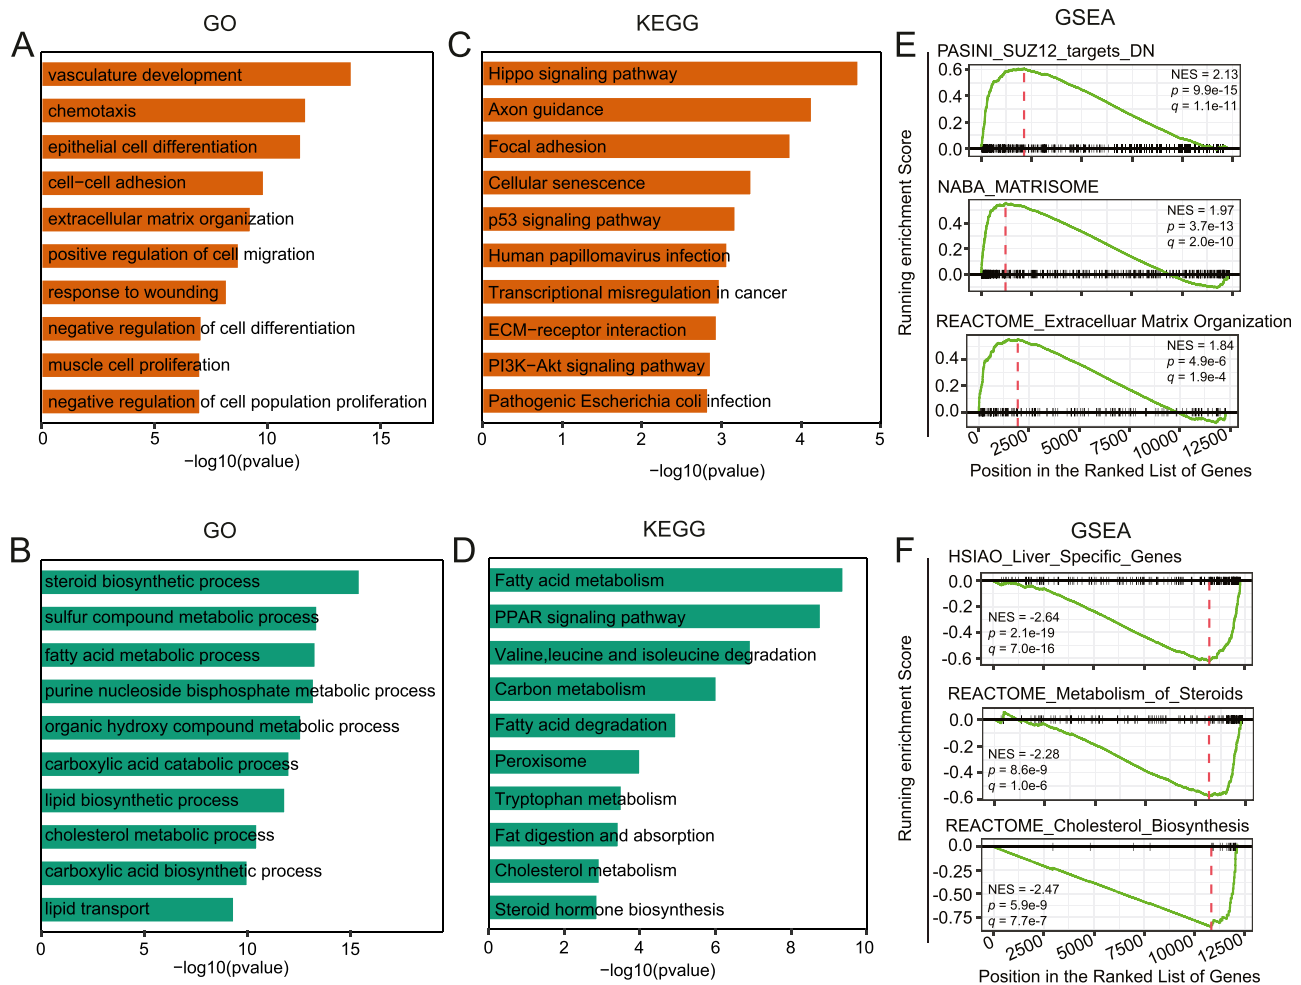 GO
A
vasculature development
chemotaxis
epithelial cell differentiation
cell−cell adhesion
extracellular matrix organization
positive regulation of cell migration
response to wounding
negative regulation of cell differentiation
muscle cell proliferation
negative regulation of cell population proliferation
0 5 10 15
−log10(pvalue)
KEGG
C
Hippo signaling pathway
Axon guidance
Focal adhesion
Cellular senescence
p53 signaling pathway
Human papillomavirus infection
Transcriptional misregulation in cancer
ECM−receptor interaction
PI3K−Akt signaling pathway
Pathogenic Escherichia coli infection
0 1 2 3 4 5
−log10(pvalue)
GSEA
E
PASINI_SUZ12_targets_DN
0.6
0.4
0.2
0.0
NES = 2.13
p = 9.9e-15
q = 1.1e-11
NABA_MATRISOME
0.4
0.2
0.0
NES = 1.97
p = 3.7e-13
q = 2.0e-10
REACTOME_Extracelluar Matrix Organization
0.4
0.2
0.0
NES = 1.84
p = 4.9e-6
q = 1.9e-4
Running enrichment Score
0 2500 5000 7500 10000 12500
Position in the Ranked List of Genes
GO
B
steroid biosynthetic process
sulfur compound metabolic process
fatty acid metabolic process
purine nucleoside bisphosphate metabolic process
organic hydroxy compound metabolic process
carboxylic acid catabolic process
lipid biosynthetic process
cholesterol metabolic process
carboxylic acid biosynthetic process
lipid transport
0 5 10 15
−log10(pvalue)
KEGG
D
Fatty acid metabolism
PPAR signaling pathway
Valine,leucine and isoleucine degradation
Carbon metabolism
Fatty acid degradation
Peroxisome
Tryptophan metabolism
Fat digestion and absorption
Cholesterol metabolism
Steroid hormone biosynthesis
0 2 4 6 8 10
−log10(pvalue)
GSEA
F
HSIAO_Liver_Specific_Genes
0.0
-0.2
-0.4
-0.6
NES = -2.64
p = 2.1e-19
q = 7.0e-16
REACTOME_Metabolism_of_Steroids
0.0
-0.2
-0.4
-0.6
NES = -2.28
p = 8.6e-9
q = 1.0e-6
REACTOME_Cholesterol_Biosynthesis
0.0
-0.25
-0.50
-0.75
NES = -2.47
p = 5.9e-9
q = 7.7e-7
Running enrichment Score
0 2500 5000 7500 10000 12500
Position in the Ranked List of Genes